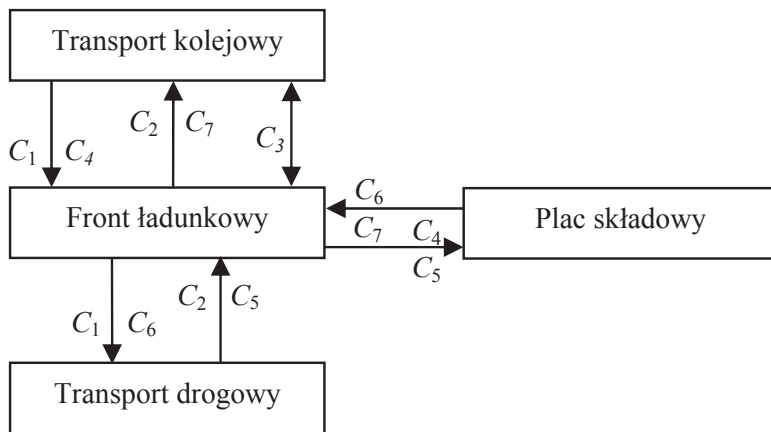 Transport kolejowy
C2 C7
C1 C4 C3
C6
Front ładunkowy Plac składowy
C7 C4
C5
C2 C5
C1 C6
Transport drogowy